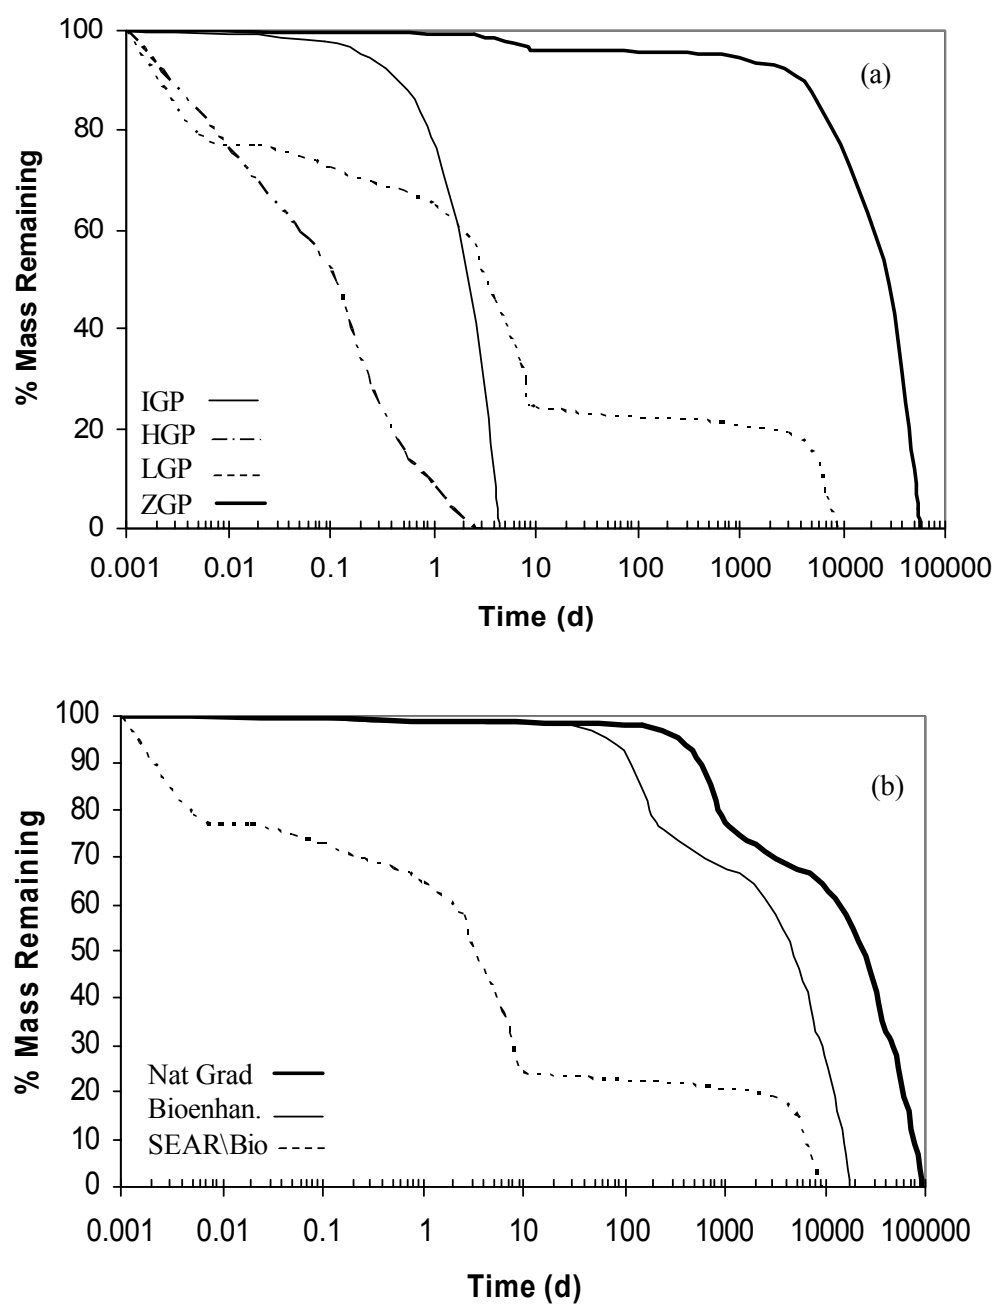 100
80
60
40
20
0
% Mass Remaining
(a)
IGP
HGP
LGP
ZGP
0.001 0.01 0.1 1 10 100 1000 10000 100000
Time (d)
100
90
80
70
60
50
40
30
20
10
0
% Mass Remaining
(b)
Nat Grad
Bioenhan.
SEAR\Bio
0.001 0.01 0.1 1 10 100 1000 10000 100000
Time (d)